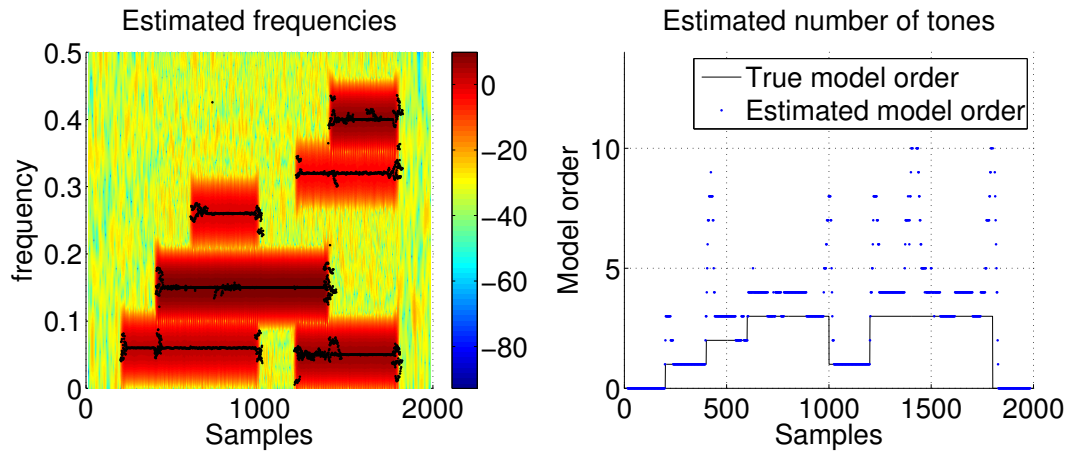 Estimated frequencies
0.5
0.4
0.3
0.2
0.1
0
frequency
0
1000
2000
Samples
0
−20
−40
−60
−80
Estimated number of tones
True model order
Estimated model order
10
5
0
Model order
0
500
1000
1500
2000
Samples